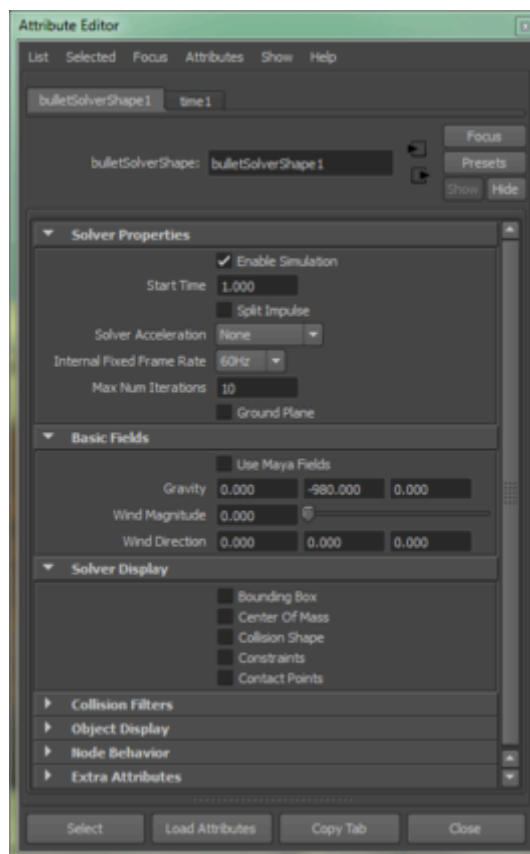 Attribute Editor
List Selected Focus Attributes Show Help
bulletSolverShape1 time1
Focus
bulletSolverShape: bulletSolverShape1 Presets
Show Hide
Solver Properties
Enable Simulation
Start Time 1.000
Split Impulse
Solver Acceleration None
Internal Fixed Frame Rate 60Hz
Max Num Iterations 10
Ground Plane
Basic Fields
Use Maya Fields
Gravity 0.000 -980.000 0.000
Wind Magnitude 0.000
Wind Direction 0.000 0.000 0.000
Solver Display
Bounding Box
Center Of Mass
Collision Shape
Constraints
Contact Points
Collision Filters
Object Display
Node Behavior
Extra Attributes
Select Load Attributes Copy Tab Close